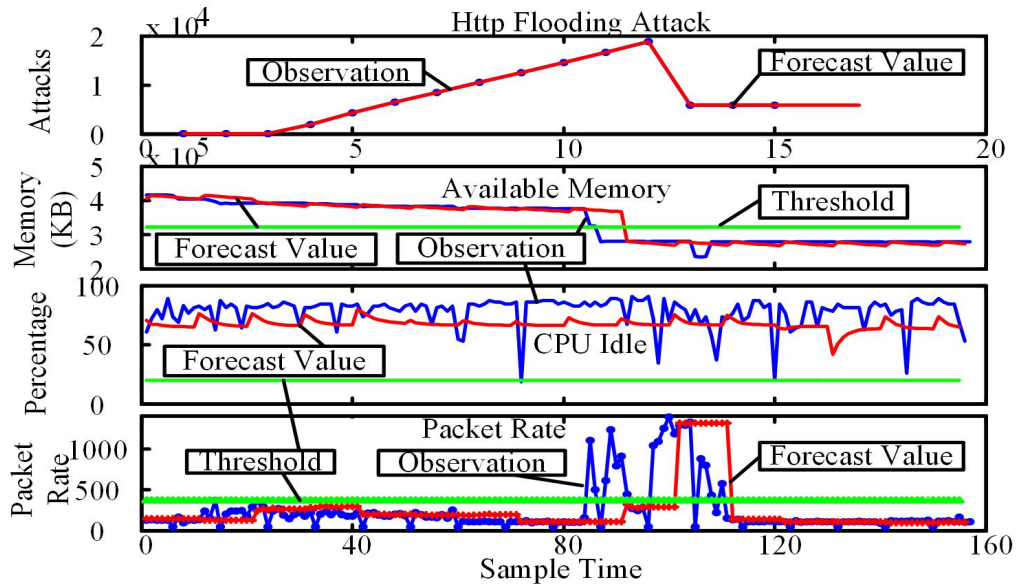 x 10^4
Http Flooding Attack
2
1
0
Attacks
Observation
Forecast Value
0
5
10
15
20
x 10^5
5
4
3
2
Memory
(KB)
Available Memory
Threshold
Forecast Value
Observation
100
50
0
Percentage
CPU Idle
Forecast Value
1000
500
0
Packet
Rate
Packet Rate
Threshold
Observation
Forecast Value
0
40
80
120
160
Sample Time